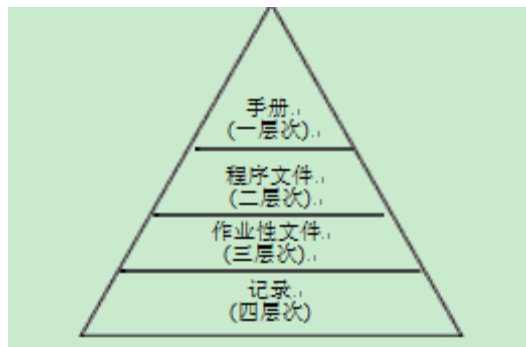 手册
(一层次)
程序文件
(二层次)
作业性文件
(三层次)
记录
(四层次)